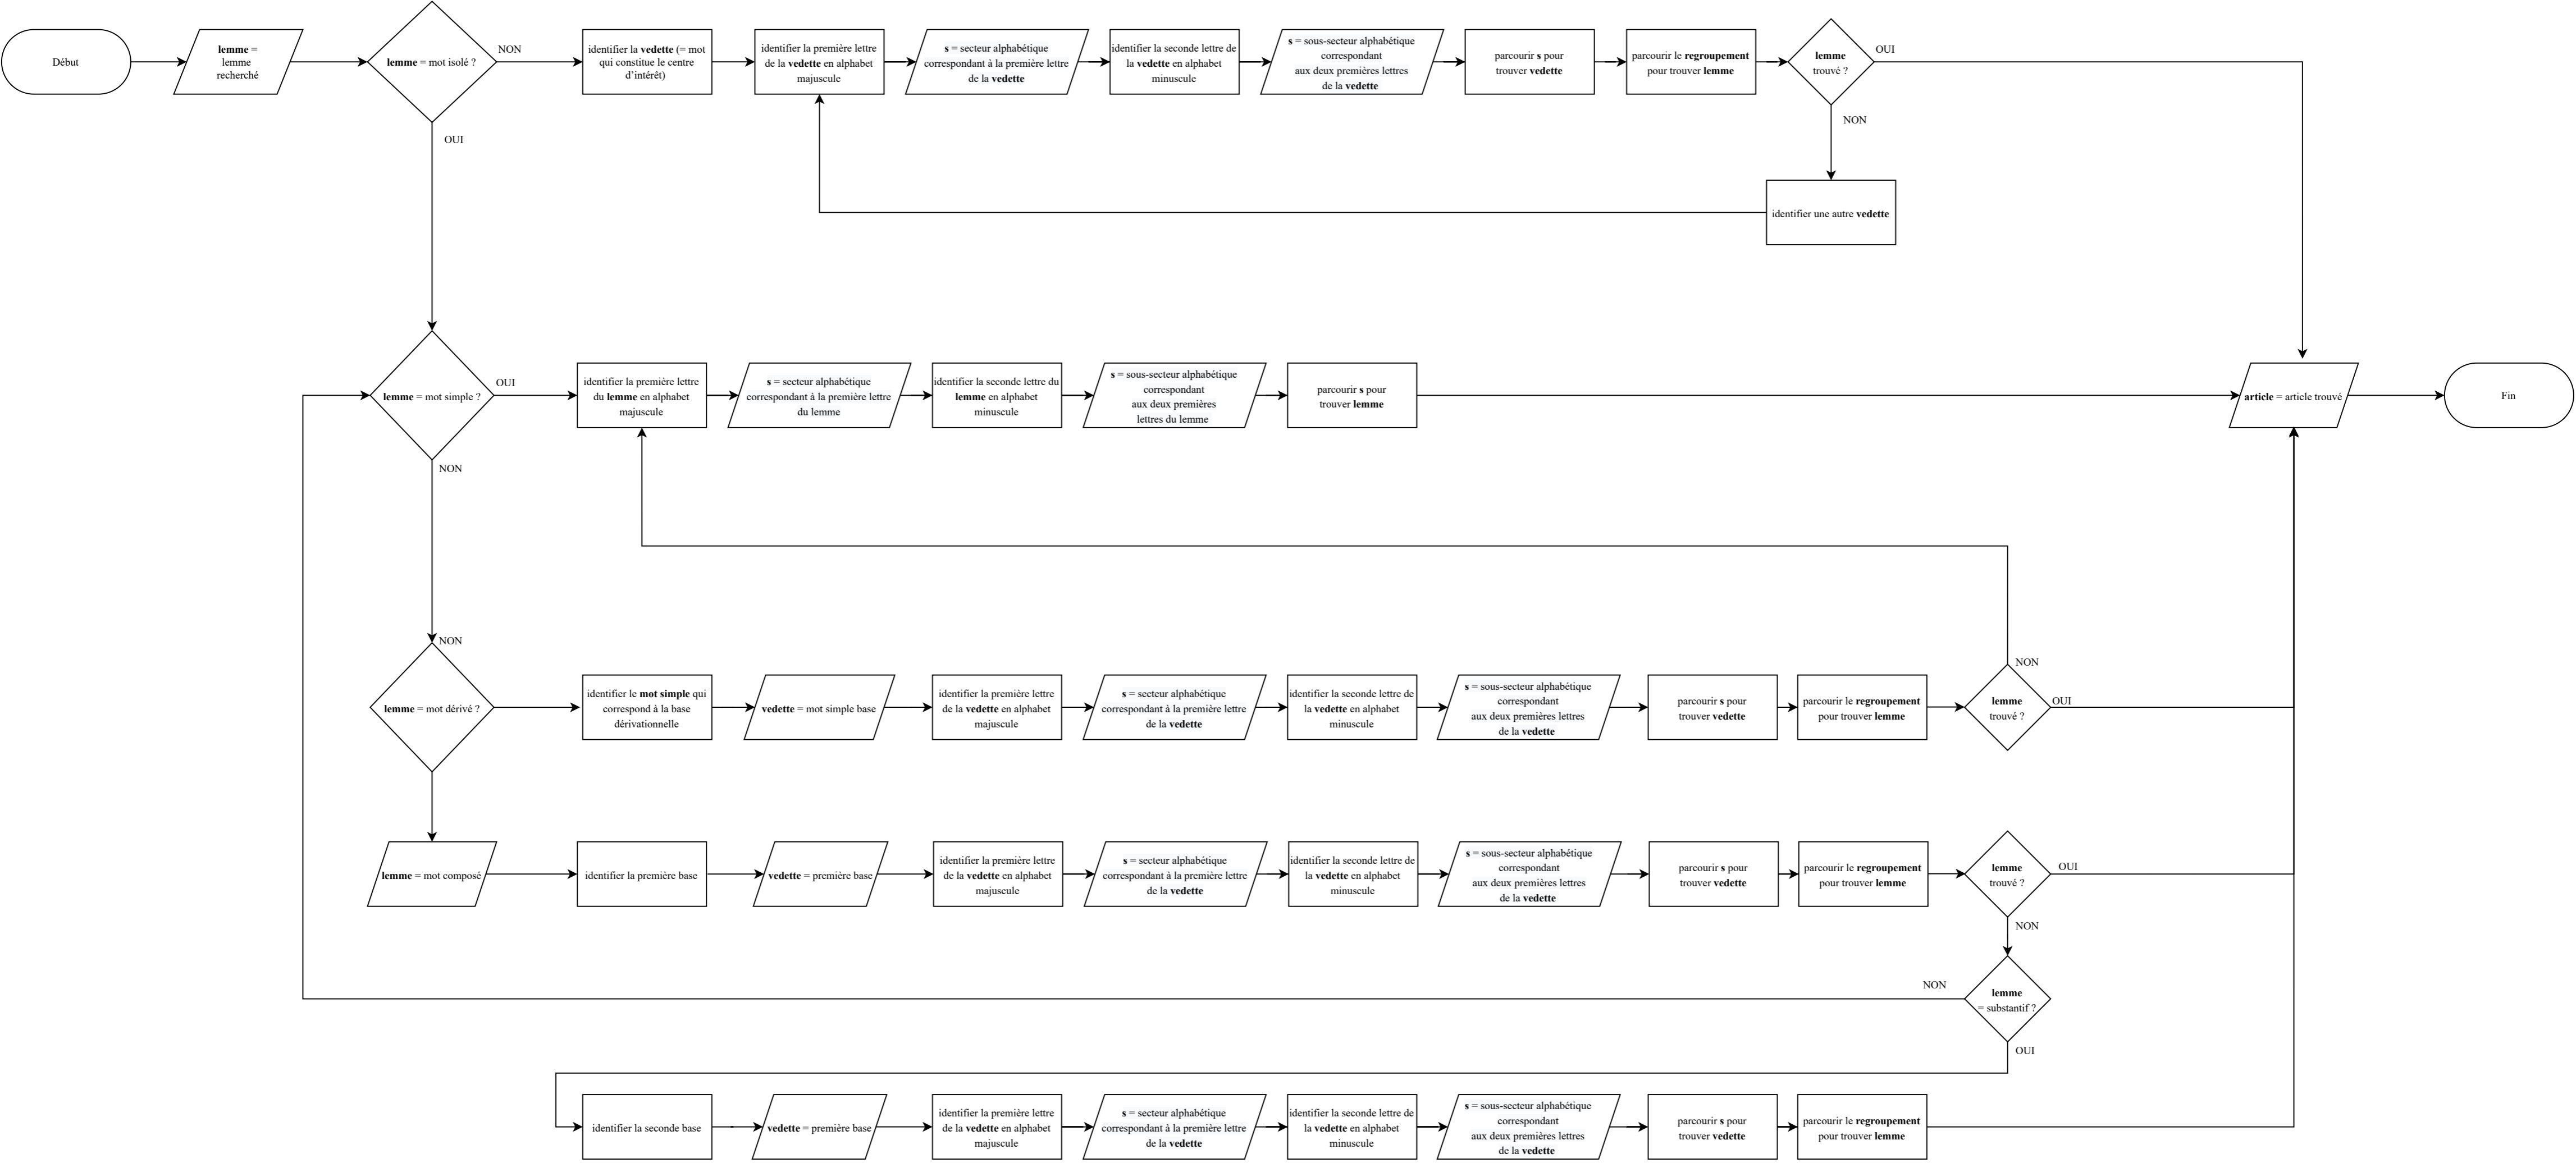 Début
lemme =
lemme
recherché
lemme = mot isolé ?
NON
OUI
identifier la vedette (= mot
qui constitue le centre
d'intérêt)
identifier la première lettre
de la vedette en alphabet
majuscule
s = secteur alphabétique
correspondant à la première lettre
de la vedette
identifier la seconde lettre de
la vedette en alphabet
minuscule
s = sous-secteur alphabétique
correspondant
aux deux premières lettres
de la vedette
parcourir s pour
trouver vedette
parcourir le regroupement
pour trouver lemme
lemme
trouvé ?
OUI
NON
identifier une autre vedette
lemme = mot simple ?
OUI
NON
identifier la première lettre
du lemme en alphabet
majuscule
s = secteur alphabétique
correspondant à la première lettre
du lemme
identifier la seconde lettre du
lemme en alphabet
minuscule
s = sous-secteur alphabétique
correspondant
aux deux premières
lettres du lemme
parcourir s pour
trouver lemme
article = article trouvé
Fin
NON
lemme = mot dérivé ?
identifier le mot simple qui
correspond à la base
dérivationnelle
vedette = mot simple base
identifier la première lettre
de la vedette en alphabet
majuscule
s = secteur alphabétique
correspondant à la première lettre
de la vedette
identifier la seconde lettre de
la vedette en alphabet
minuscule
s = sous-secteur alphabétique
correspondant
aux deux premières lettres
de la vedette
parcourir s pour
trouver vedette
parcourir le regroupement
pour trouver lemme
NON
lemme
trouvé ?
OUI
lemme = mot composé
identifier la première base
vedette = première base
identifier la première lettre
de la vedette en alphabet
majuscule
s = secteur alphabétique
correspondant à la première lettre
de la vedette
identifier la seconde lettre de
la vedette en alphabet
minuscule
s = sous-secteur alphabétique
correspondant
aux deux premières lettres
de la vedette
parcourir s pour
trouver vedette
parcourir le regroupement
pour trouver lemme
lemme
trouvé ?
OUI
NON
NON
lemme
= substantif ?
OUI
identifier la seconde base
vedette = première base
identifier la première lettre
de la vedette en alphabet
majuscule
s = secteur alphabétique
correspondant à la première lettre
de la vedette
identifier la seconde lettre de
la vedette en alphabet
minuscule
s = sous-secteur alphabétique
correspondant
aux deux premières lettres
de la vedette
parcourir s pour
trouver vedette
parcourir le regroupement
pour trouver lemme